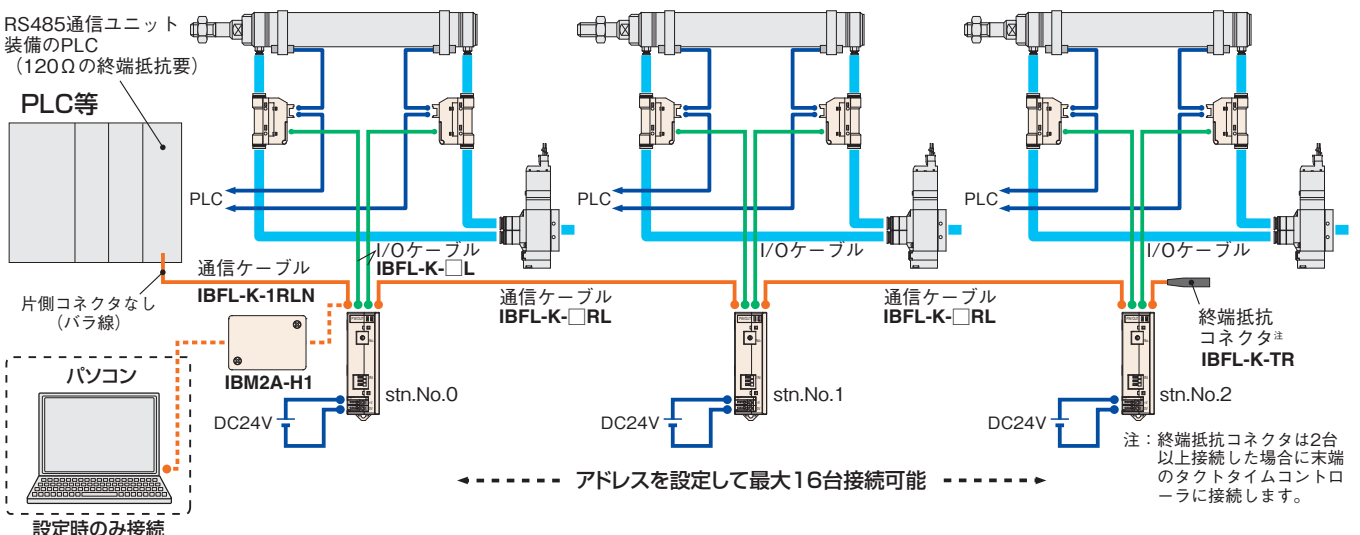 RS485通信ユニット
装備のPLC
（120Ωの終端抵抗要）
PLC等
PLC
PLC
PLC
I/Oケーブル
IBFL-K-□L
I/Oケーブル
I/Oケーブル
通信ケーブル
IBFL-K-1RLN
片側コネクタなし
（バラ線）
通信ケーブル
IBFL-K-□RL
通信ケーブル
IBFL-K-□RL
終端抵抗
コネクタ注
IBFL-K-TR
IBM2A-H1
パソコン
stn.No.0
stn.No.1
stn.No.2
DC24V
DC24V
DC24V
注：終端抵抗コネクタは2台
以上接続した場合に末端
のタクトタイムコントロ
ーラに接続します。
アドレスを設定して最大16台接続可能
設定時のみ接続